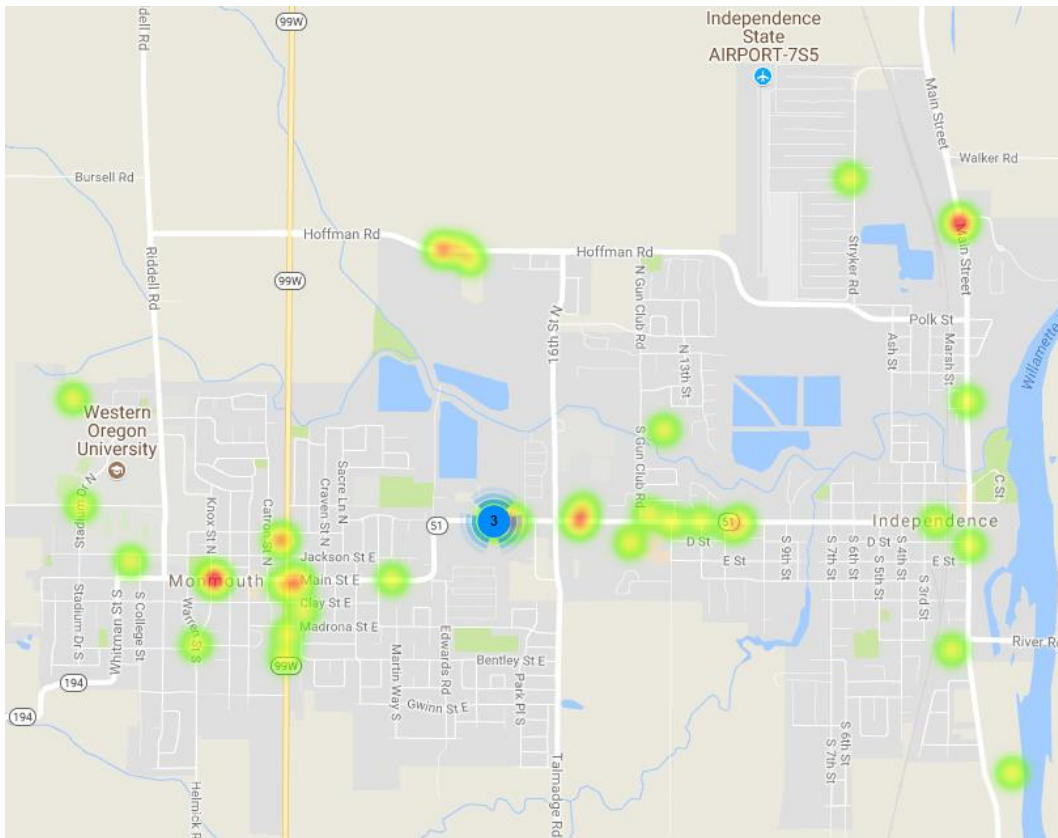 ddell Rd
99W
Independence
State
AIRPORT-7S5
Main Street
Walker Rd
Bursell Rd
Hoffman Rd
Hoffman Rd
Riddell Rd
99W
N Gun Club Rd
Stryker Rd
Main Street
16th St N
Polk St
Ash St
Marsh St
N 13th St
Willamette
Western
Oregon
University
Stadium Dr N
Knox St N
Catron St N
Craven St N
Sacre Ln N
S Gun Club Rd
C St
51
3
51
Independence
D St
D St
E St
E St
S 9th St
S 7th St
S 6th St
S 5th St
S 4th St
S 3rd St
Jackson St E
Monmouth
Main St E
Clay St E
Madrona St E
Stadium Dr S
Whitman St S
S College St
Warren St S
99W
Martin Way S
Edwards Rd
Bentley St E
Park Pl S
Gwinn St E
River Rd
194
194
S 6th St
S 7th St
Talmadge Rd
Helmick R